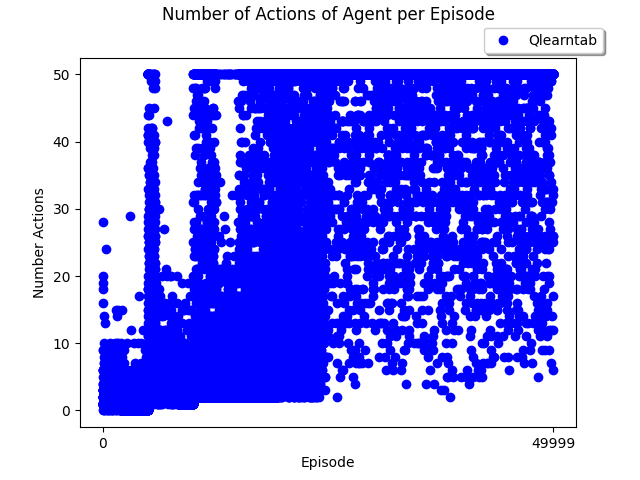 Number of Actions of Agent per Episode
Qlearntab
50
40
30
20
10
0
Number Actions
0
49999
Episode